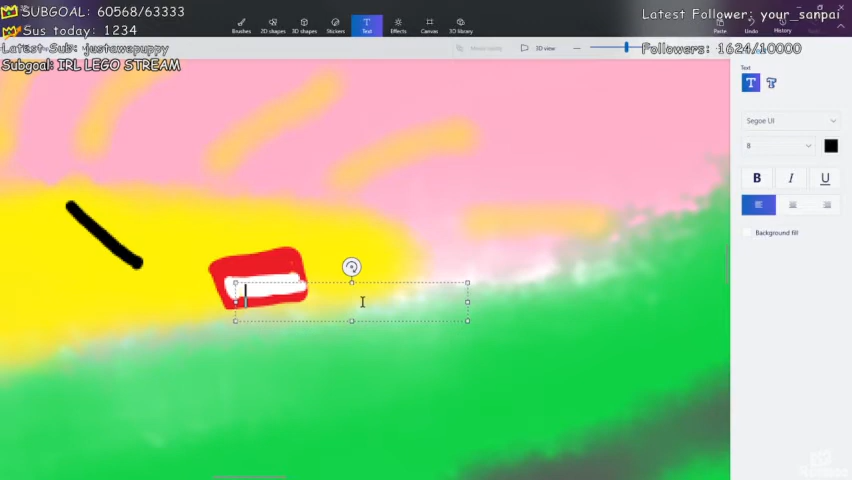 SUBGOAL: 60568/63333
Sus today: 1234
Latest Sub: justawepuppy
Subgoal: IRL LEGO STREAM
Latest Follower: your_sanpai
Followers: 1624/10000
Brushes
2D shapes
3D shapes
Stickers
Text
Effects
Canvas
3D library
Paste
Undo
History
3D view
Text
Segoe UI
8
B
I
U
Background fill